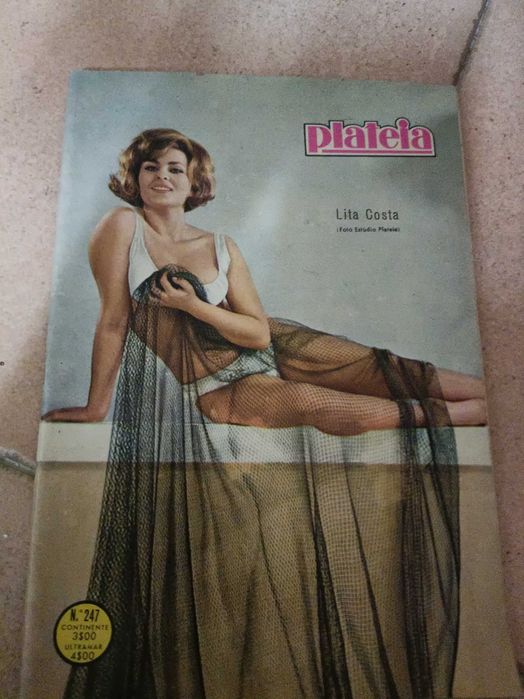 plateia
Lita Costa
(Foto Estúdio Plateia)
N.º 247
CONTINENTE
3$00
ULTRAMAR
4$00